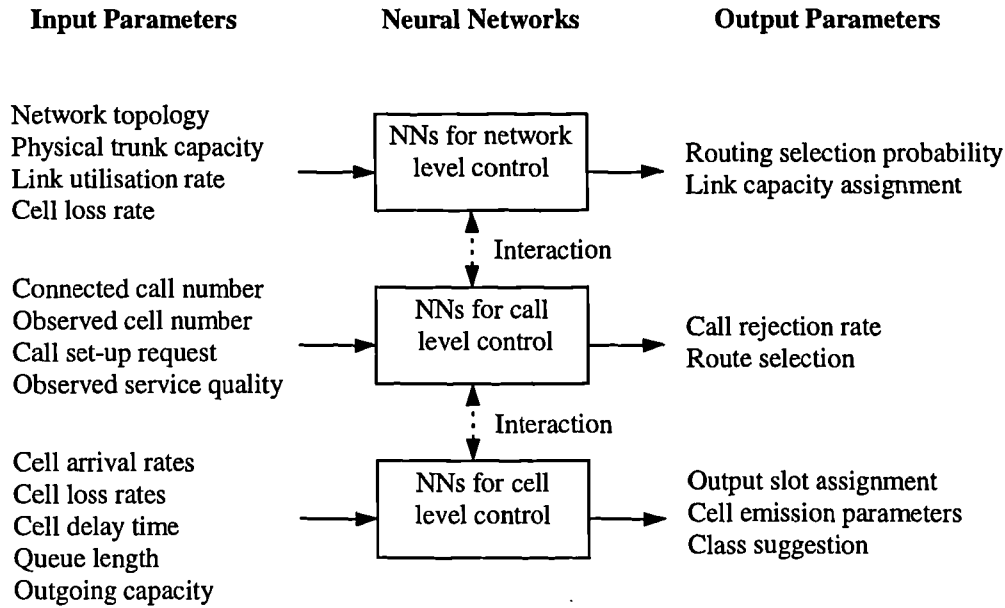 Input Parameters
Neural Networks
Output Parameters
Network topology
Physical trunk capacity
Link utilisation rate
Cell loss rate
NNs for network
level control
Routing selection probability
Link capacity assignment
Interaction
Connected call number
Observed cell number
Call set-up request
Observed service quality
NNs for call
level control
Call rejection rate
Route selection
Interaction
Cell arrival rates
Cell loss rates
Cell delay time
Queue length
Outgoing capacity
NNs for cell
level control
Output slot assignment
Cell emission parameters
Class suggestion